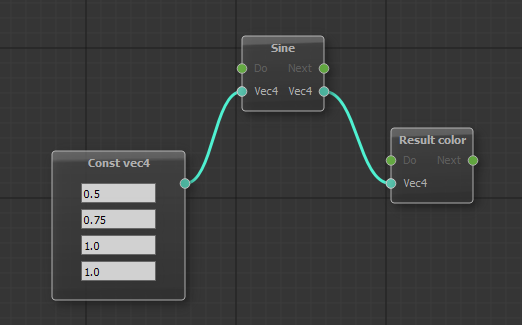 Sine
Do Next
Vec4 Vec4
Result color
Do Next
Vec4
Const vec4
0.5
0.75
1.0
1.0